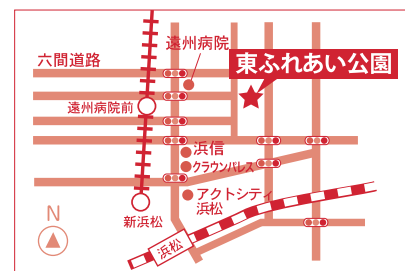 遠州病院
六間道路
東ふれあい公園
遠州病院前
浜信
クラウンパレス
アクトシティ
浜松
新浜松
N
浜松